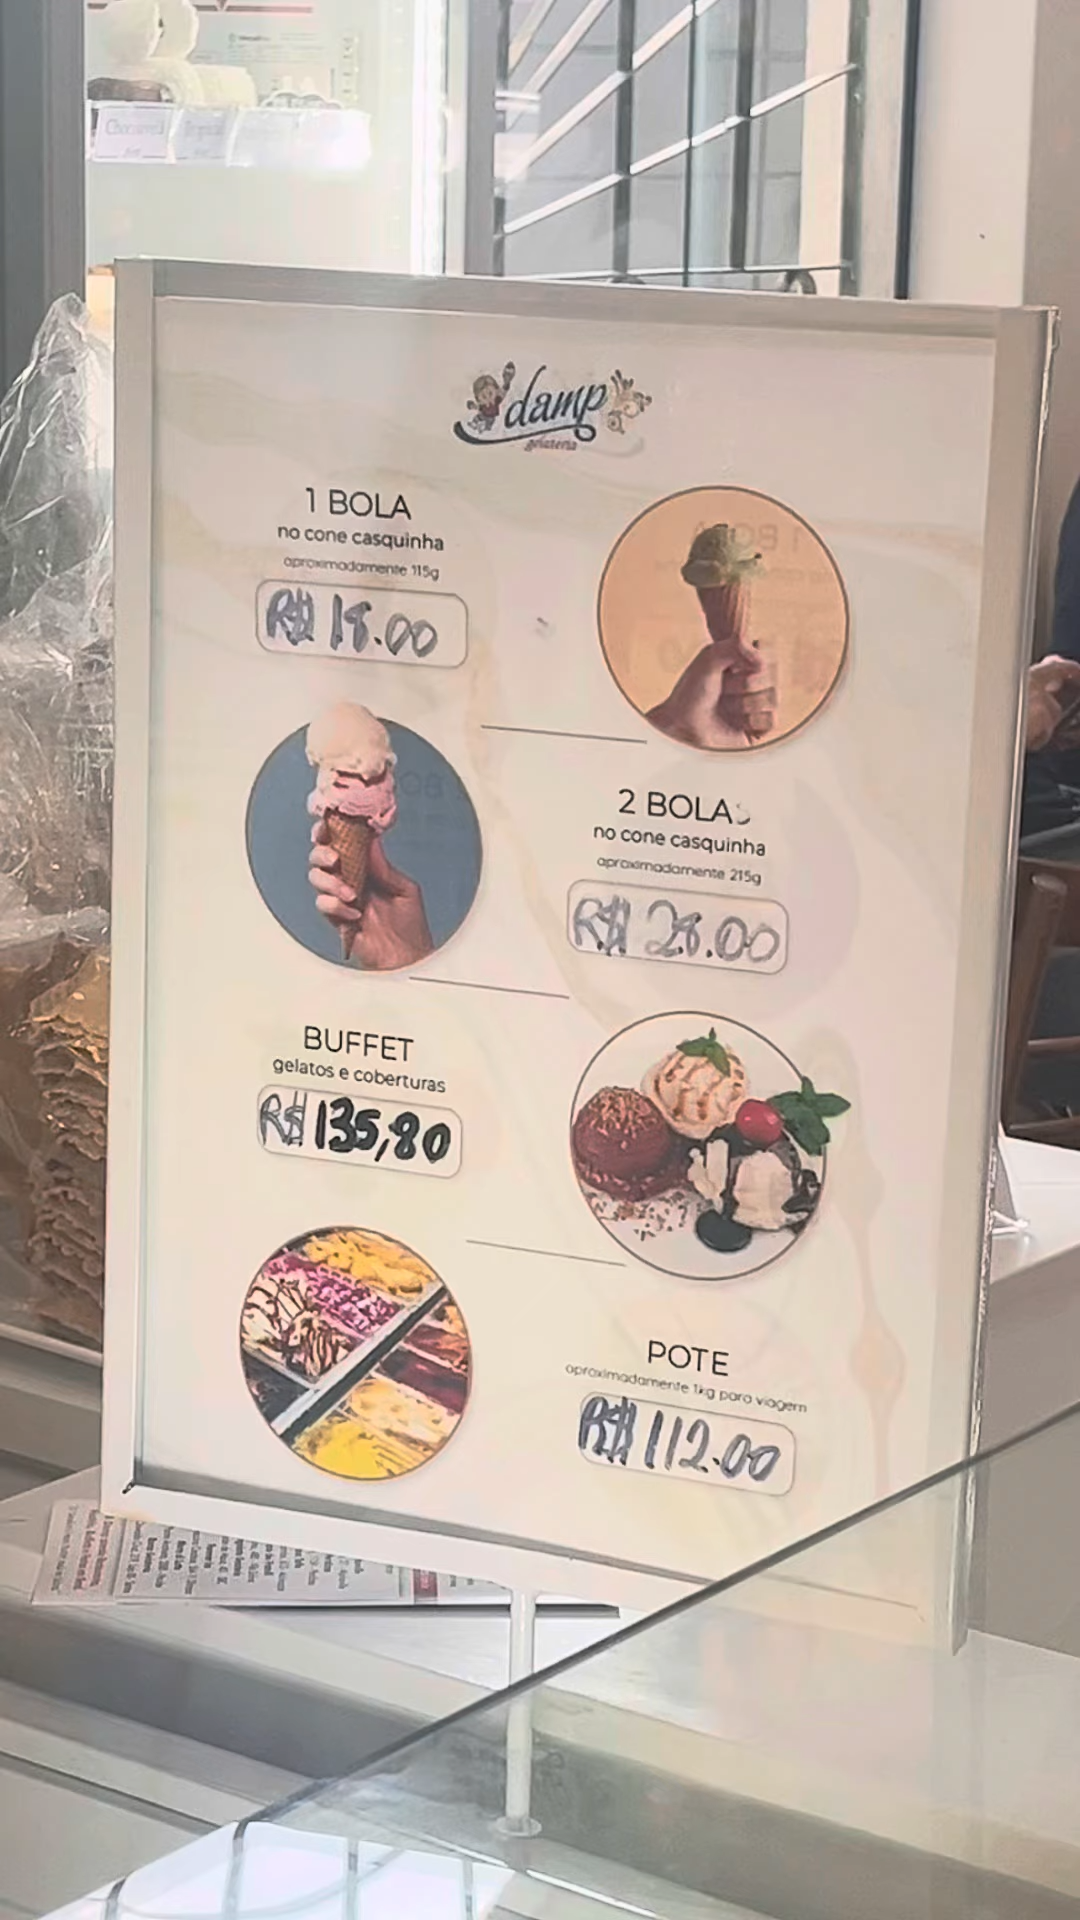 damp
gelateria
1 BOLA
no cone casquinha
aproximadamente 115g
R$ 18.00
2 BOLAS
no cone casquinha
aproximadamente 215g
R$ 28.00
BUFFET
gelatos e coberturas
R$ 135,80
POTE
aproximadamente 1kg para viagem
R$ 112.00